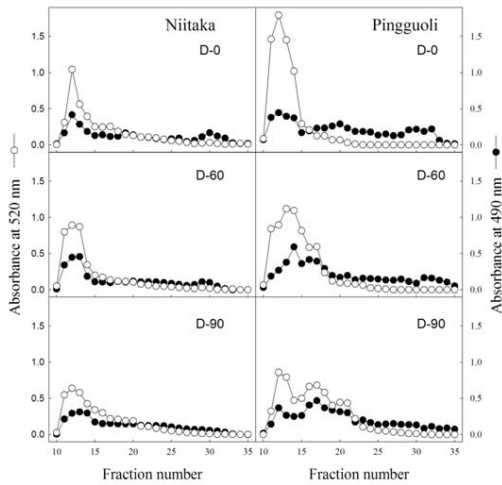 Niitaka Pingguoli
D-0 D-0
1.5 1.5
1.0 1.0
0.5 0.5
0.0 0.0
D-60 D-60
1.5 1.5
1.0 1.0
0.5 0.5
0.0 0.0
D-90 D-90
1.5 1.5
1.0 1.0
0.5 0.5
0.0 0.0
10 15 20 25 30 35 10 15 20 25 30 35
Fraction number Fraction number
Absorbance at 520 nm
Absorbance at 490 nm